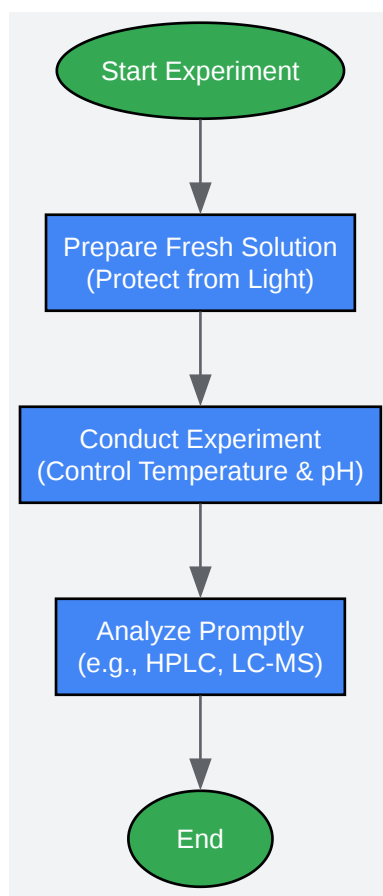 Start Experiment
Prepare Fresh Solution
(Protect from Light)
Conduct Experiment
(Control Temperature & pH)
Analyze Promptly
(e.g., HPLC, LC-MS)
End